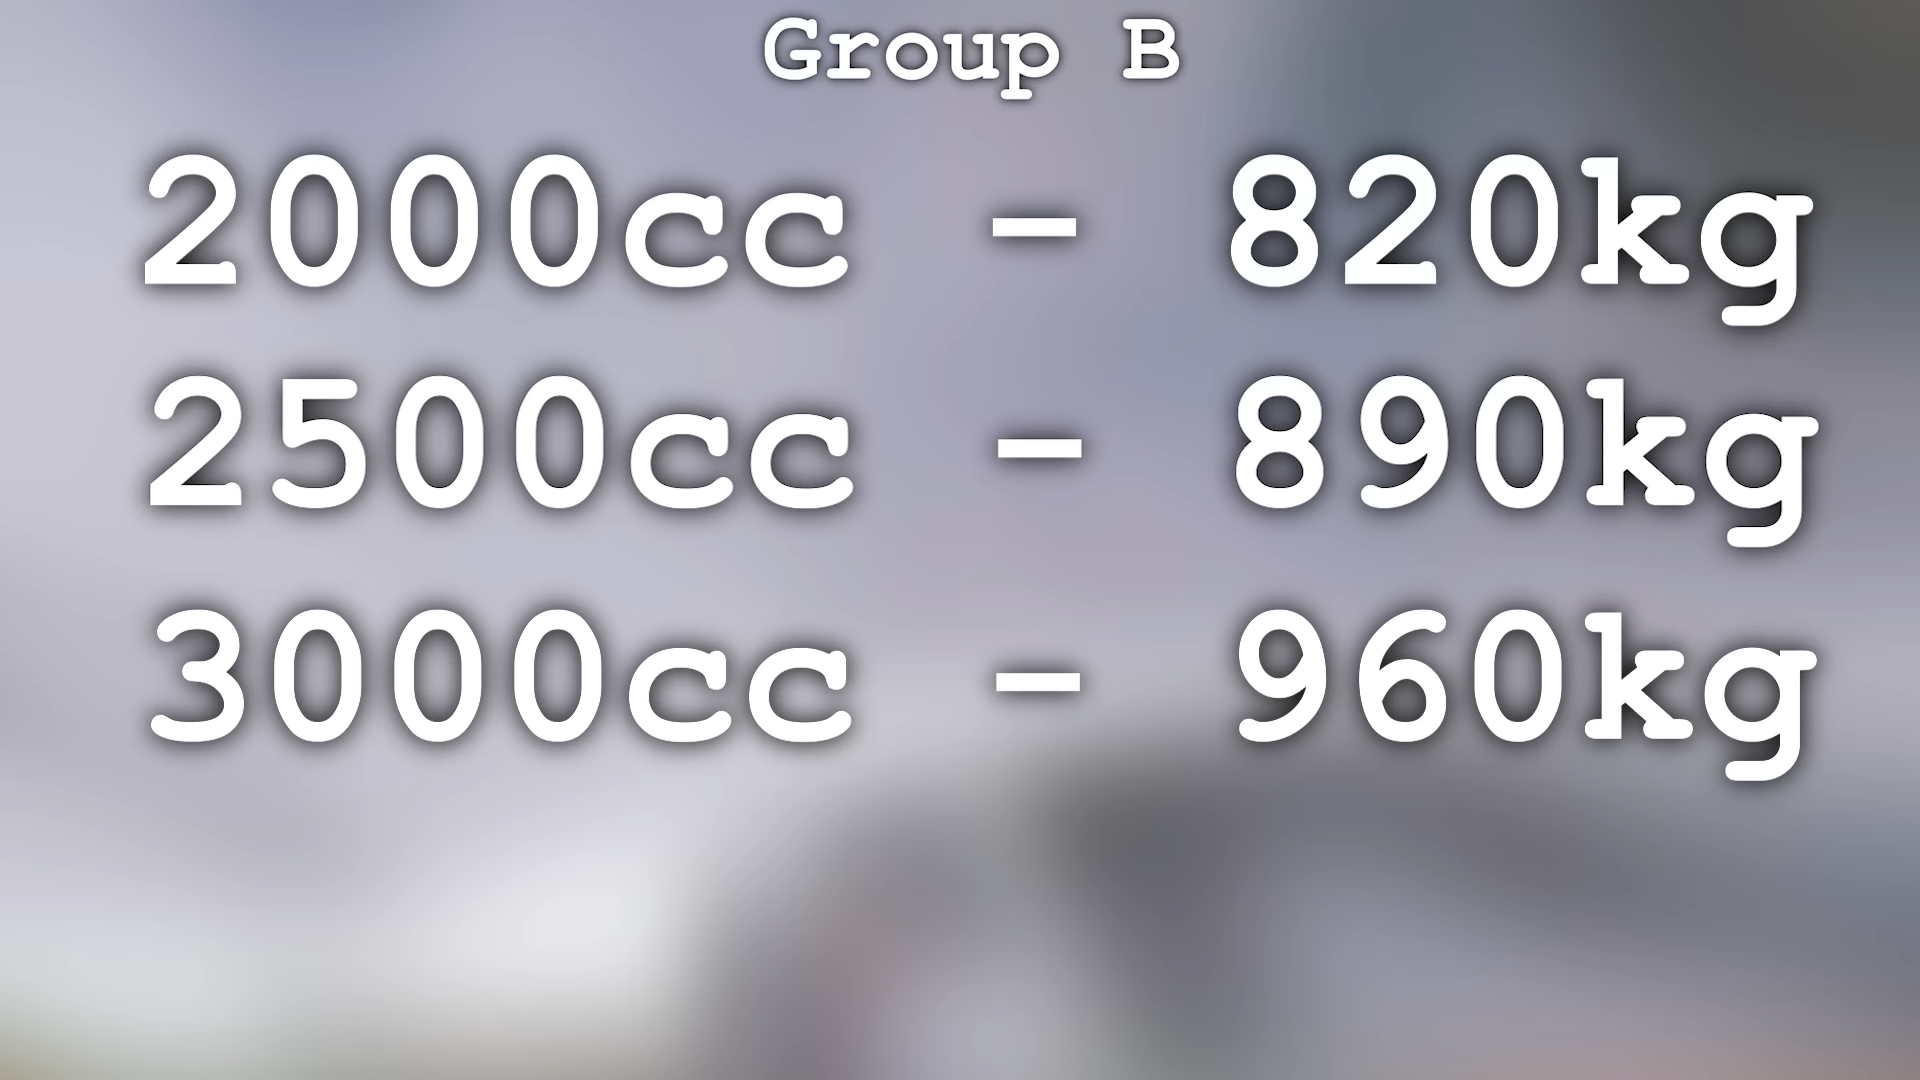 Group B
2000cc - 820kg
2500cc - 890kg
3000cc - 960kg